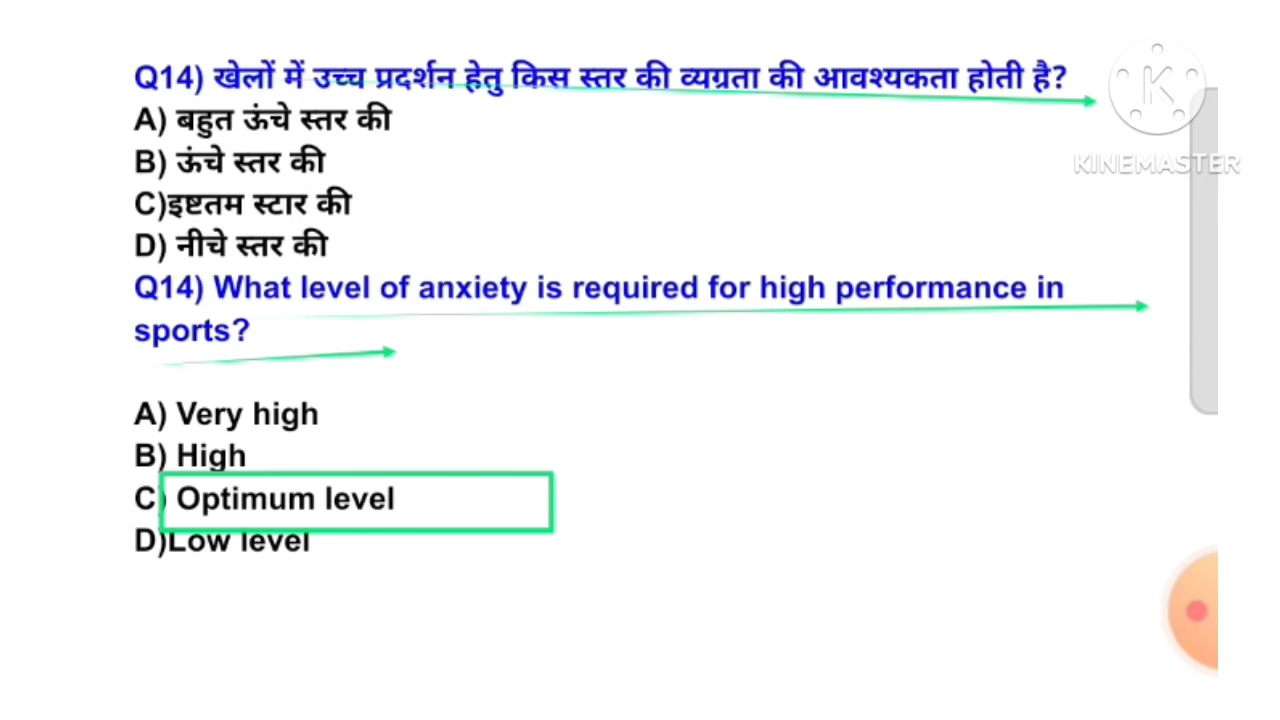 Q14) खेलों में उच्च प्रदर्शन हेतु किस स्तर की व्यग्रता की आवश्यकता होती है?
A) बहुत ऊंचे स्तर की
B) ऊंचे स्तर की
C)इष्टतम स्टार की
D) नीचे स्तर की
Q14) What level of anxiety is required for high performance in
sports?
A) Very high
B) High
C) Optimum level
D)Low level
K
KINEMASTER